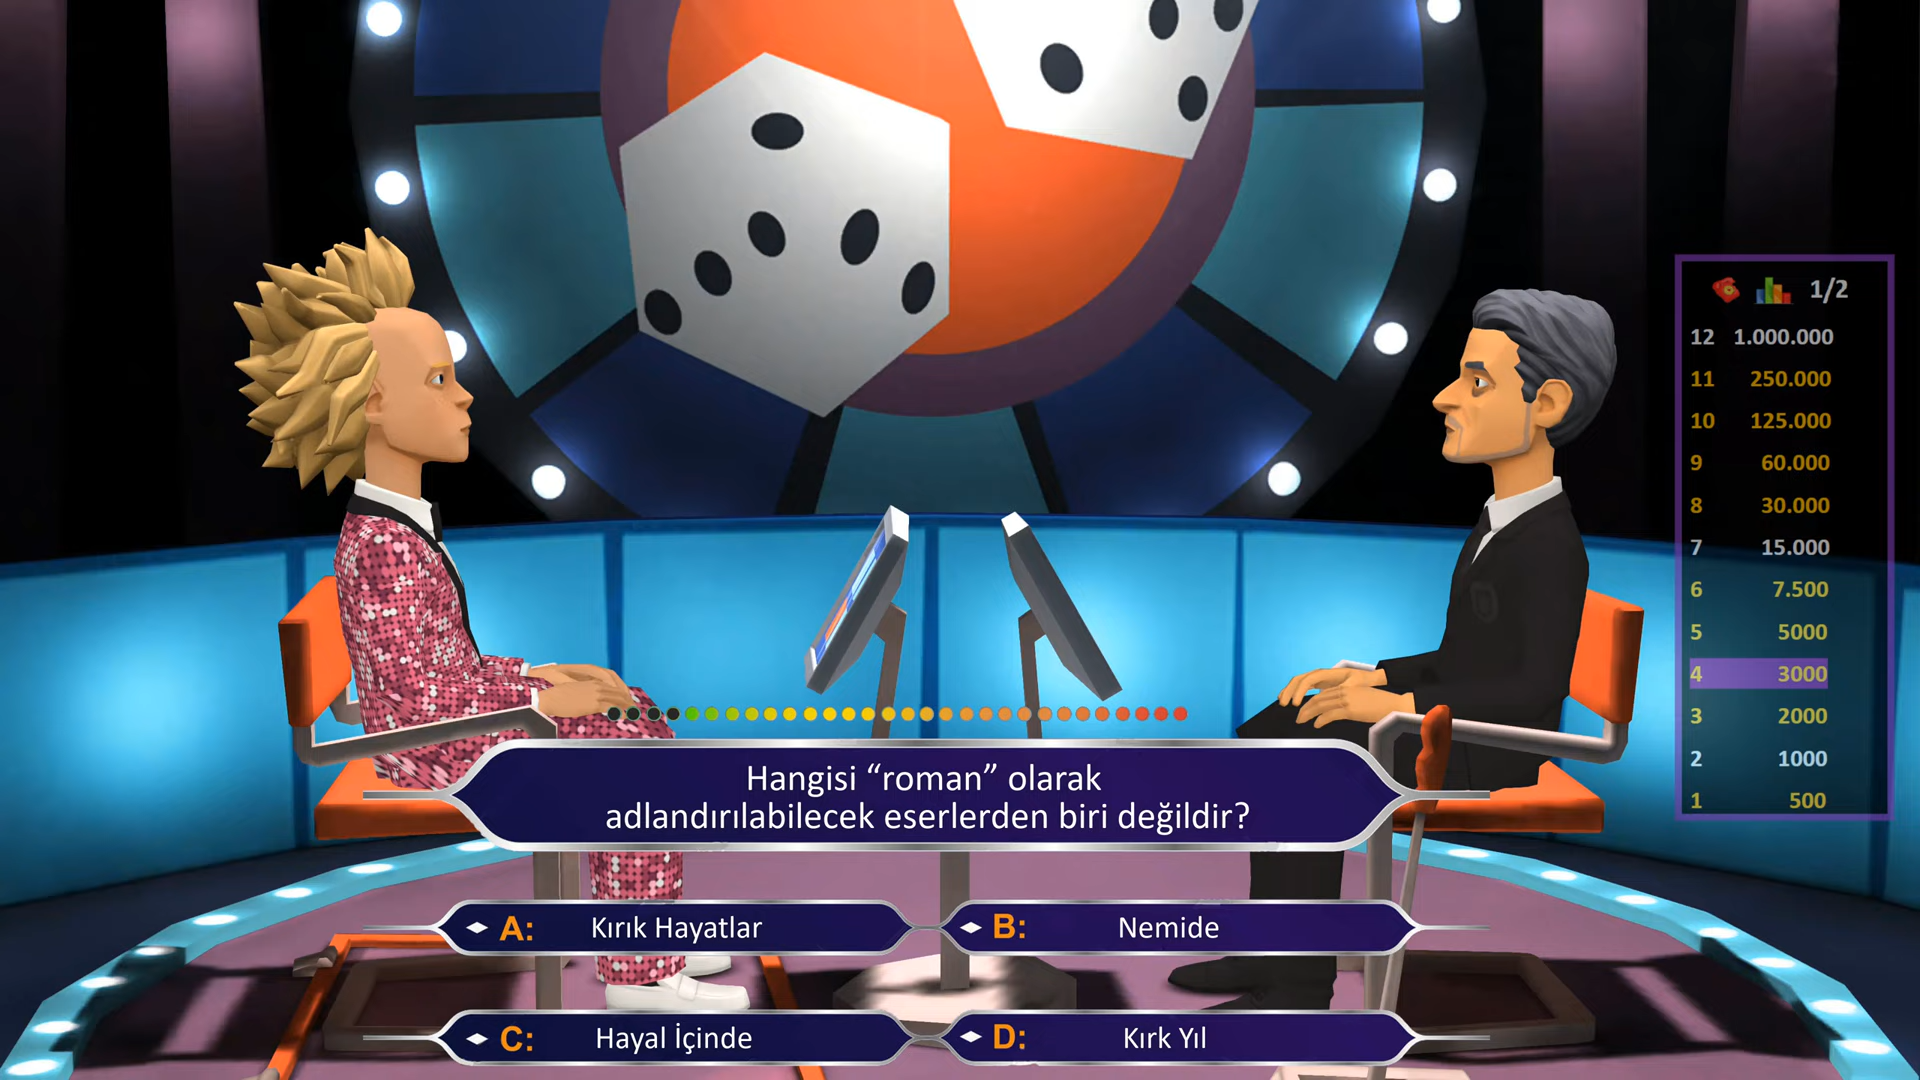 1/2
12 1.000.000
11 250.000
10 125.000
9 60.000
8 30.000
7 15.000
6 7.500
5 5000
4 3000
3 2000
2 1000
1 500
Hangisi “roman” olarak
adlandırılabilecek eserlerden biri değildir?
A: Kırık Hayatlar
B: Nemide
C: Hayal İçinde
D: Kırk Yıl